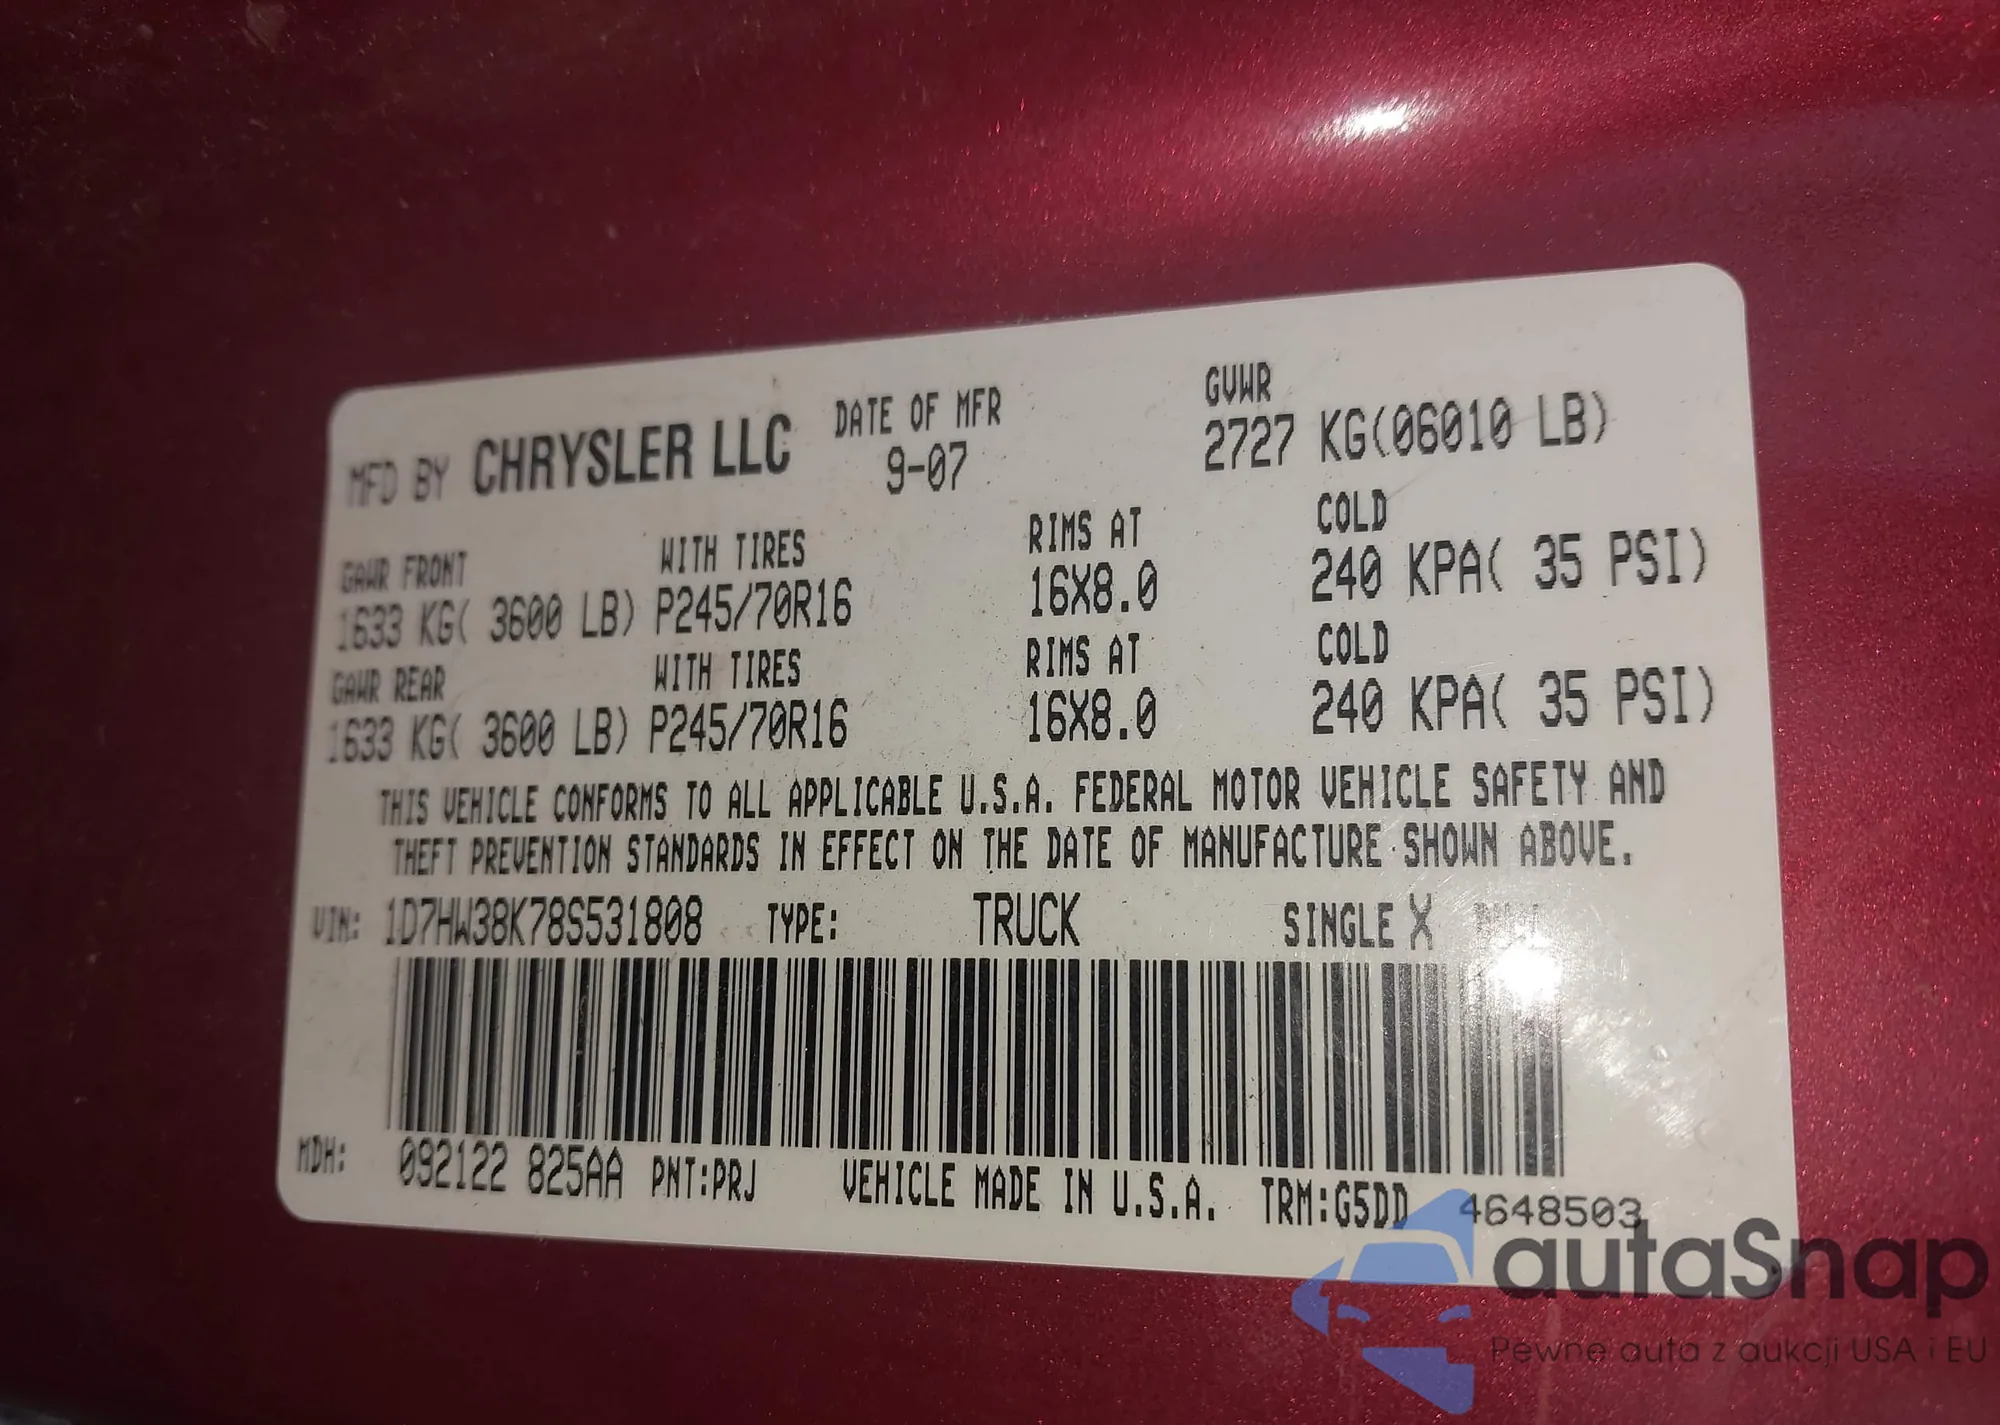 MFD BY CHRYSLER LLC DATE OF MFR 9-07 GVWR 2727 KG(06010 LB)
GAWR FRONT WITH TIRES RIMS AT COLD
1633 KG( 3600 LB) P245/70R16 16X8.0 240 KPA( 35 PSI)
GAWR REAR WITH TIRES RIMS AT COLD
1633 KG( 3600 LB) P245/70R16 16X8.0 240 KPA( 35 PSI)
THIS VEHICLE CONFORMS TO ALL APPLICABLE U.S.A. FEDERAL MOTOR VEHICLE SAFETY AND
THEFT PREVENTION STANDARDS IN EFFECT ON THE DATE OF MANUFACTURE SHOWN ABOVE.
VIN: 1D7HW38K78S531808 TYPE: TRUCK SINGLE X
MDH: 092122 825AA PNT:PRJ VEHICLE MADE IN U.S.A. TRM:G5DD 4648503
autaSnap
Pewne auta z aukcji USA i EU